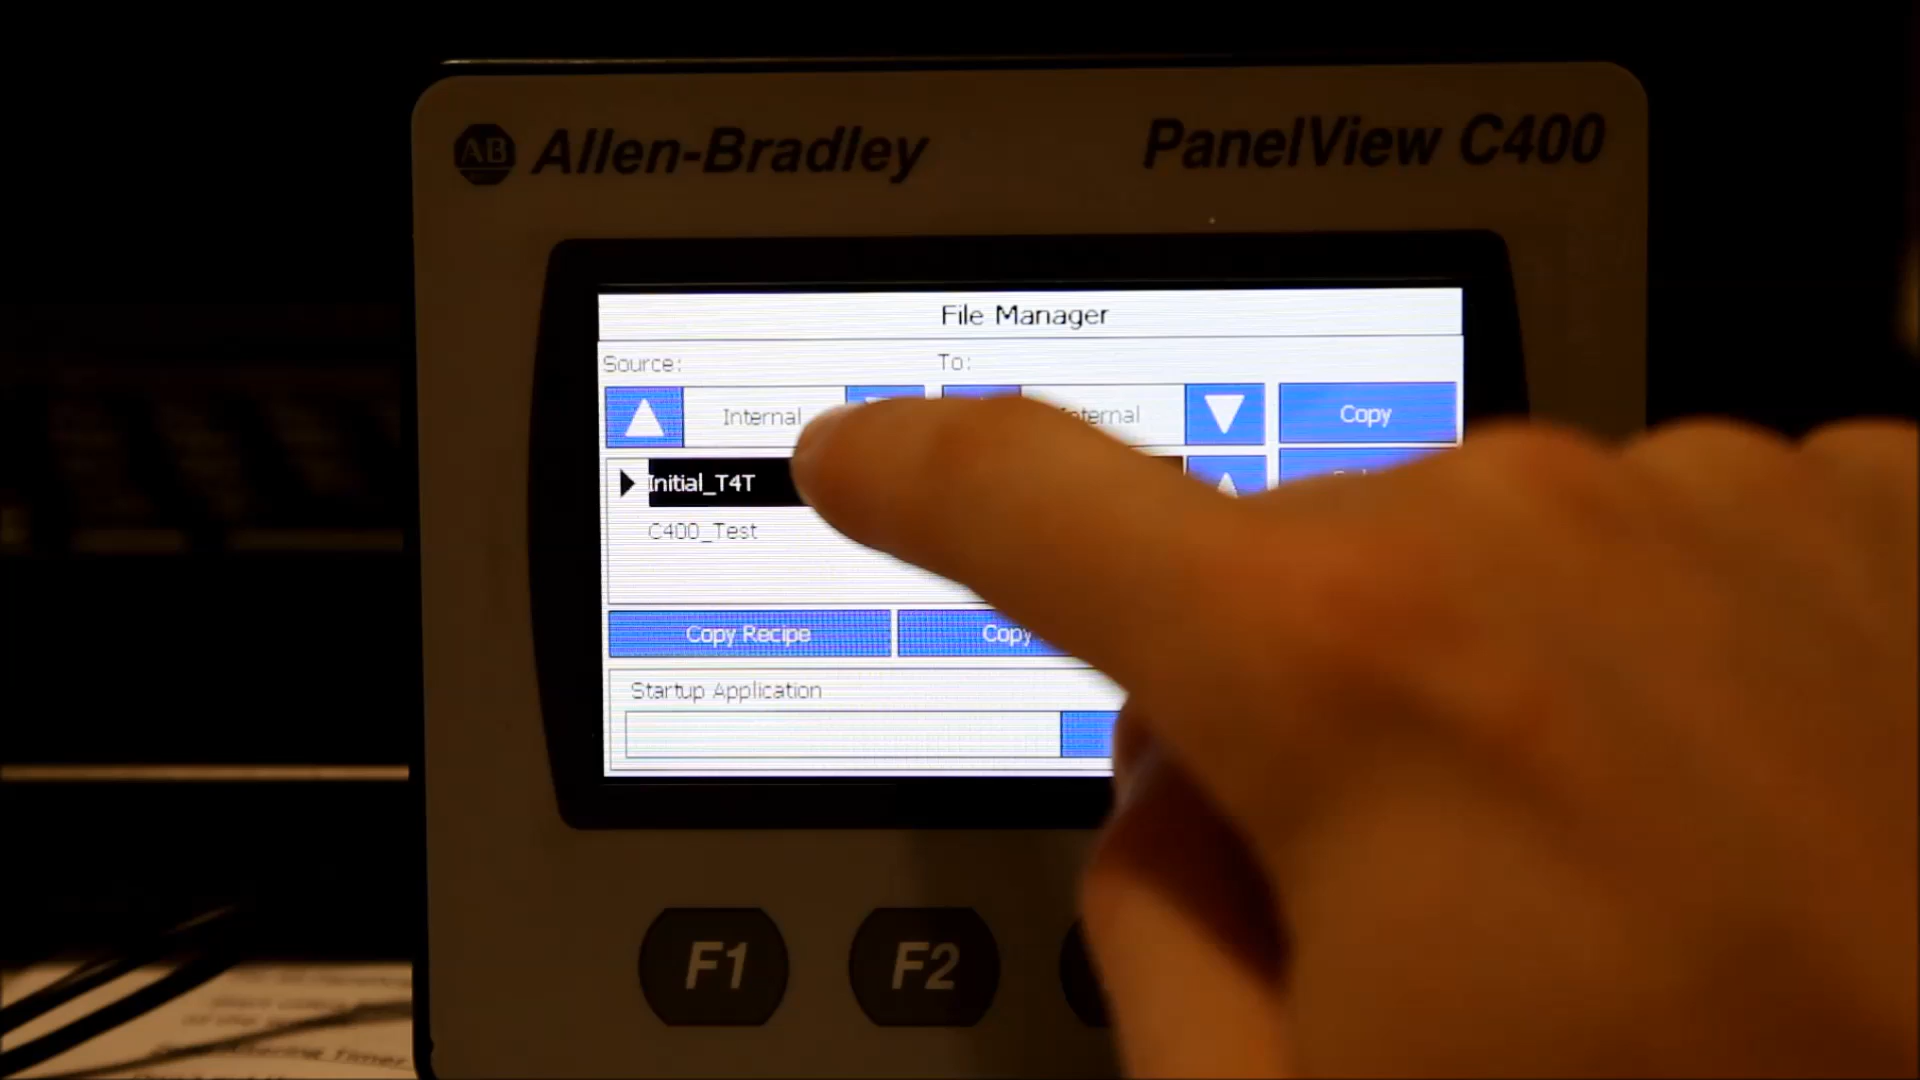 AB Allen-Bradley
PanelView C400
File Manager
Source:
To:
Internal
Copy
Initial_T4T
C400_Test
Copy Recipe
Copy
Startup Application
F1
F2